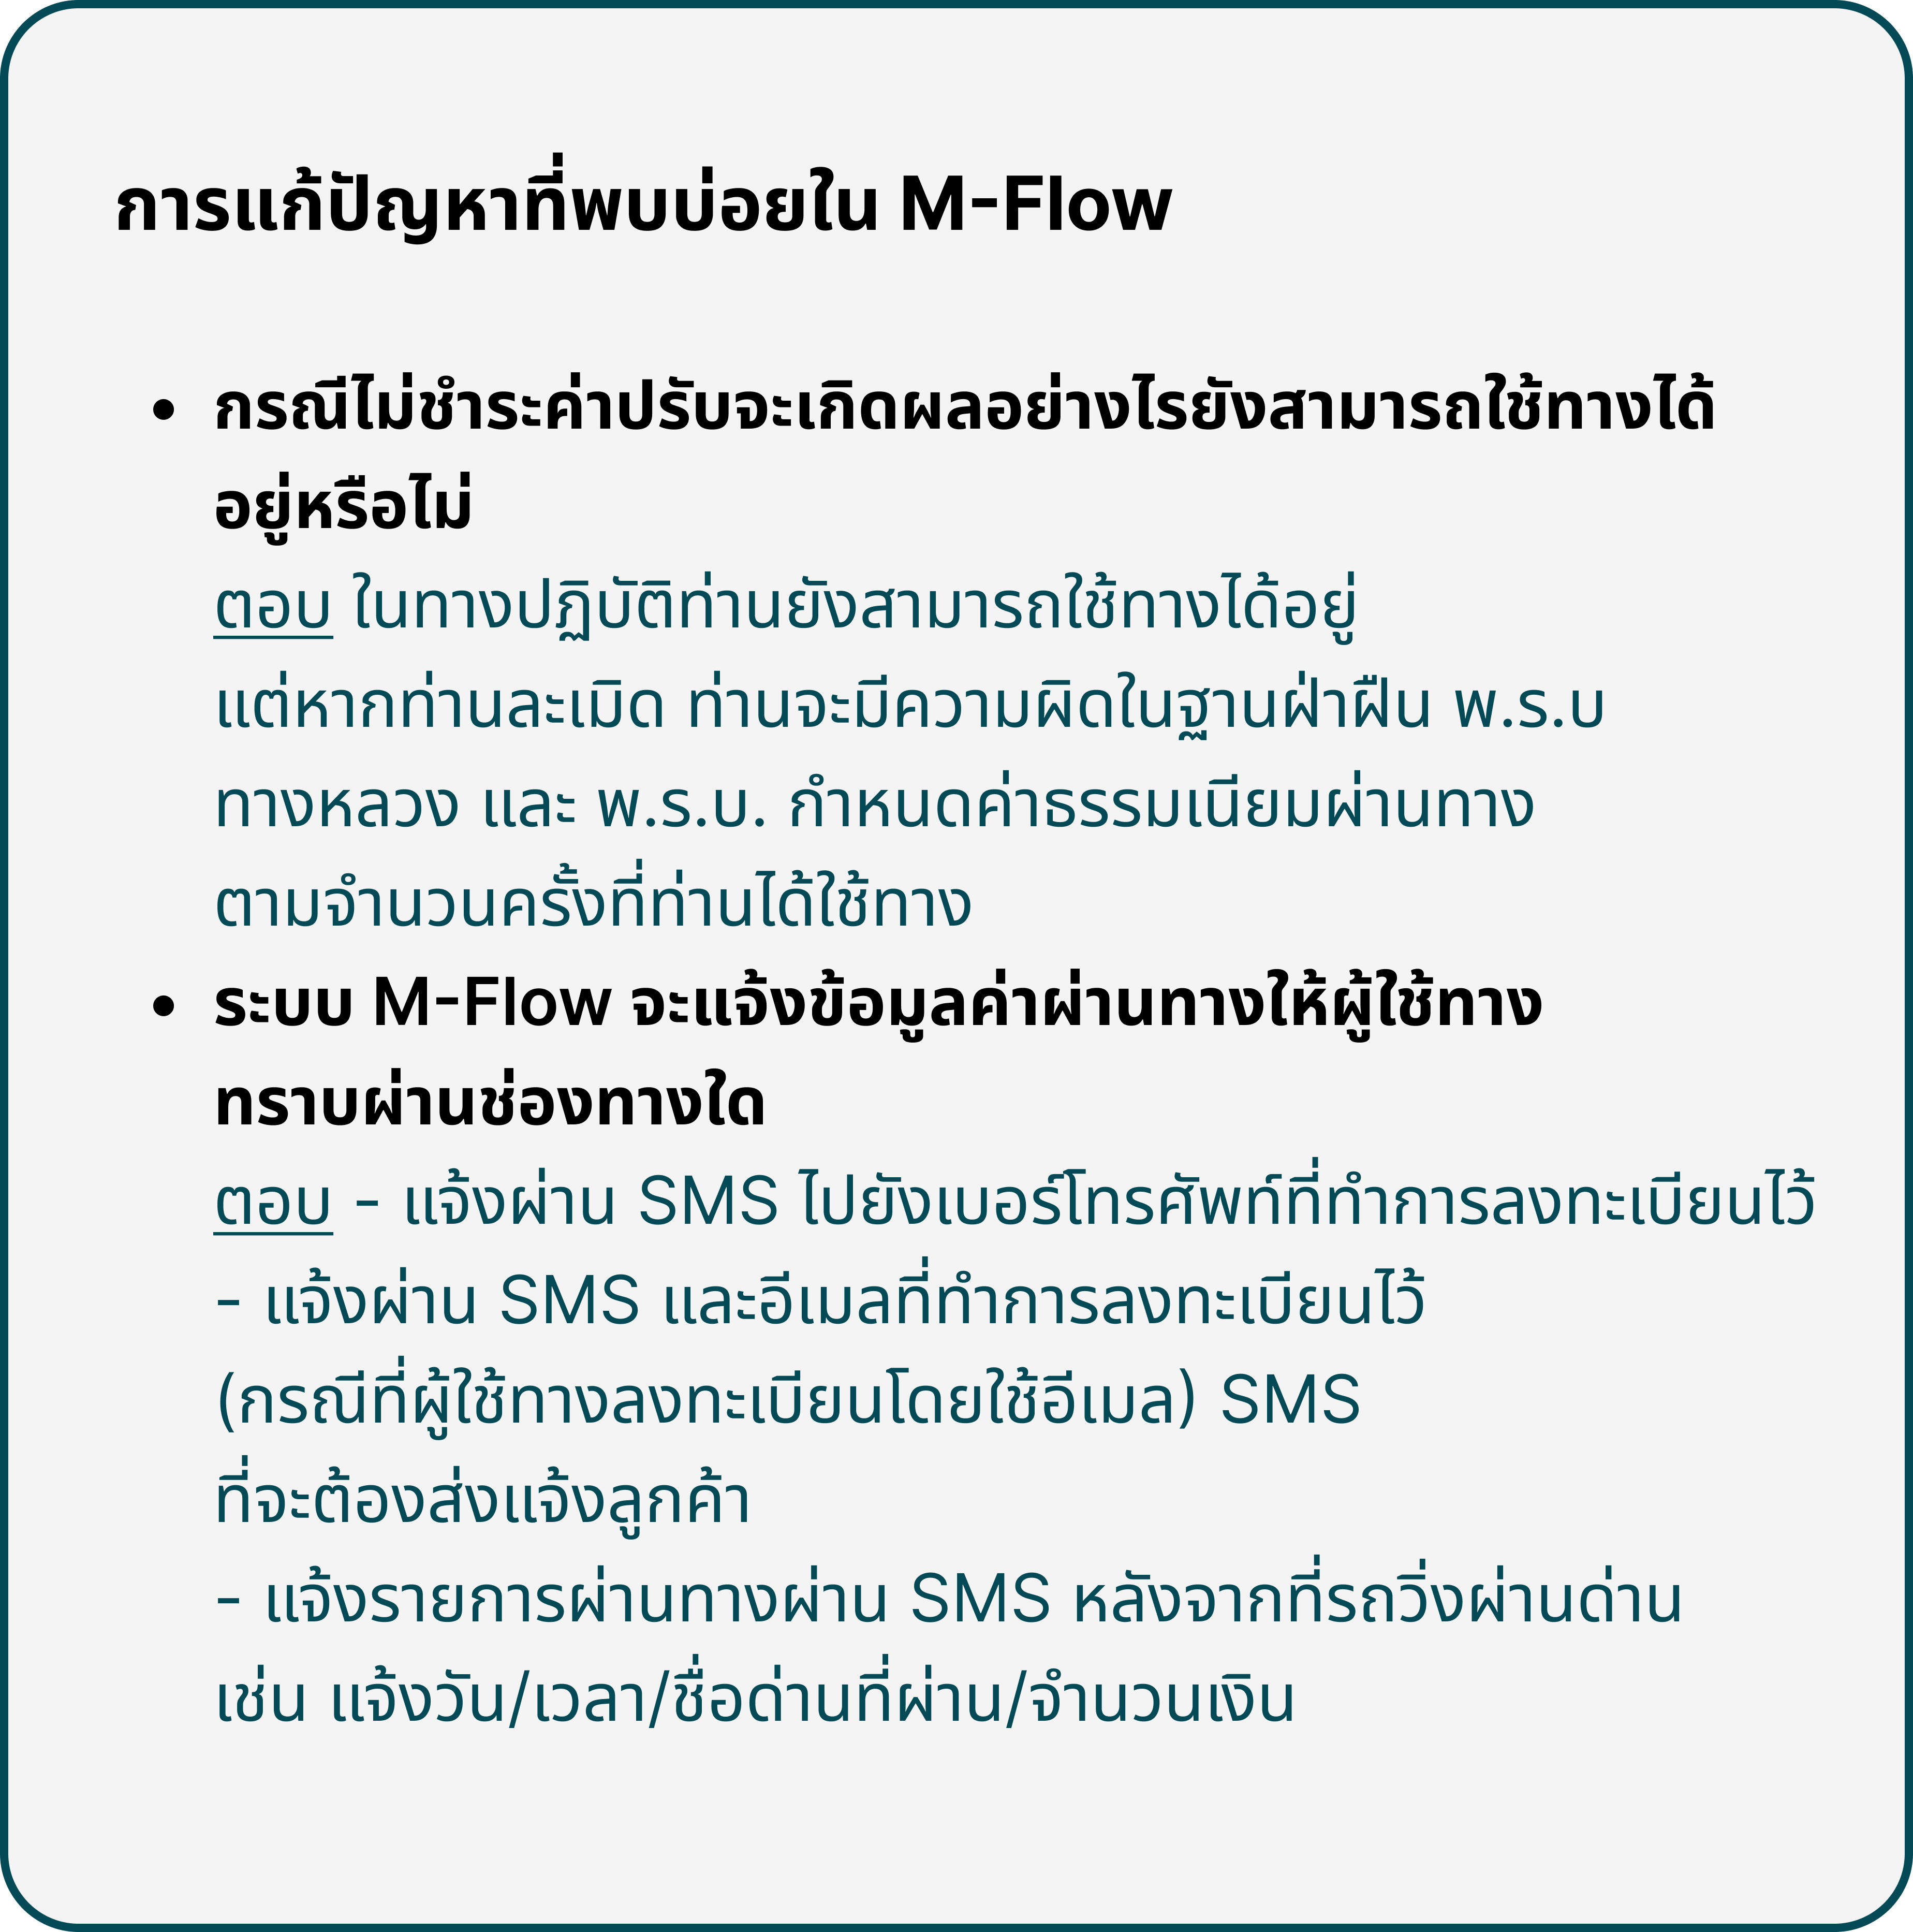 การแก้ปัญหาที่พบบ่อยใน M-Flow
• กรณีไม่ชำระค่าปรับจะเกิดผลอย่างไรยังสามารถใช้ทางได้
อยู่หรือไม่
ตอบ ในทางปฏิบัติท่านยังสามารถใช้ทางได้อยู่
แต่หากท่านละเมิด ท่านจะมีความผิดในฐานฝ่าฝืน พ.ร.บ
ทางหลวง และ พ.ร.บ. กำหนดค่าธรรมเนียมผ่านทาง
ตามจำนวนครั้งที่ท่านได้ใช้ทาง
• ระบบ M-Flow จะแจ้งข้อมูลค่าผ่านทางให้ผู้ใช้ทาง
ทราบผ่านช่องทางใด
ตอบ - แจ้งผ่าน SMS ไปยังเบอร์โทรศัพท์ที่ทำการลงทะเบียนไว้
- แจ้งผ่าน SMS และอีเมลที่ทำการลงทะเบียนไว้
(กรณีที่ผู้ใช้ทางลงทะเบียนโดยใช้อีเมล) SMS
ที่จะต้องส่งแจ้งลูกค้า
- แจ้งรายการผ่านทางผ่าน SMS หลังจากที่รถวิ่งผ่านด่าน
เช่น แจ้งวัน/เวลา/ชื่อด่านที่ผ่าน/จำนวนเงิน